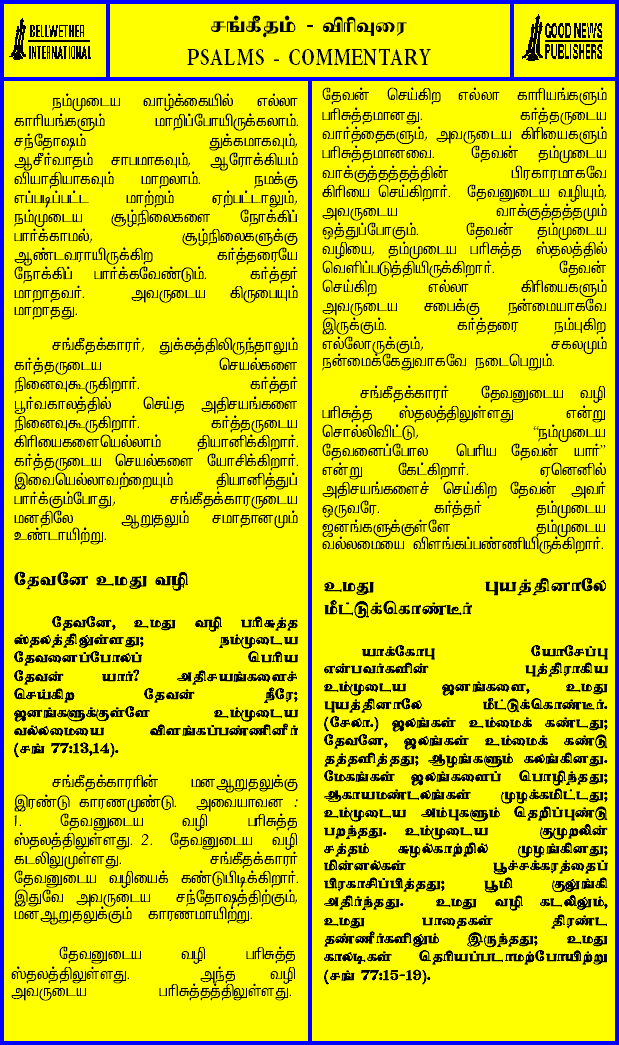 BELLWETHER
INTERNATIONAL
சங்கீதம் - விரிவுரை
PSALMS - COMMENTARY
GOOD NEWS
PUBLISHERS
நம்முடைய வாழ்க்கையில் எல்லா
காரியங்களும் மாறிப்போயிருக்கலாம்.
சந்தோஷம் துக்கமாகவும்,
ஆசீர்வாதம் சாபமாகவும், ஆரோக்கியம்
வியாதியாகவும் மாறலாம். நமக்கு
எப்படிப்பட்ட மாற்றம் ஏற்பட்டாலும்,
நம்முடைய சூழ்நிலைகளை நோக்கிப்
பார்க்காமல், சூழ்நிலைகளுக்கு
ஆண்டவராயிருக்கிற கர்த்தரையே
நோக்கிப் பார்க்கவேண்டும். கர்த்தர்
மாறாதவர். அவருடைய கிருபையும்
மாறாதது.
சங்கீதக்காரர், துக்கத்திலிருந்தாலும்
கர்த்தருடைய செயல்களை
நினைவுகூருகிறார். கர்த்தர்
பூர்வகாலத்தில் செய்த அதிசயங்களை
நினைவுகூருகிறார். கர்த்தருடைய
கிரியைகளையெல்லாம் தியானிக்கிறார்.
கர்த்தருடைய செயல்களை யோசிக்கிறார்.
இவையெல்லாவற்றையும் தியானித்துப்
பார்க்கும்போது, சங்கீதக்காரருடைய
மனதிலே ஆறுதலும் சமாதானமும்
உண்டாயிற்று.
தேவனே உமது வழி
தேவனே, உமது வழி பரிசுத்த
ஸ்தலத்திலுள்ளது; நம்முடைய
தேவனைப்போலப் பெரிய
தேவன் யார்? அதிசயங்களைச்
செய்கிற தேவன் நீரே;
ஜனங்களுக்குள்ளே உம்முடைய
வல்லமையை விளங்கப்பண்ணினீர்
(சங் 77:13,14).
சங்கீதக்காரரின் மனஆறுதலுக்கு
இரண்டு காரணமுண்டு. அவையாவன :
1. தேவனுடைய வழி பரிசுத்த
ஸ்தலத்திலுள்ளது. 2. தேவனுடைய வழி
கடலிலுமுள்ளது. சங்கீதக்காரர்
தேவனுடைய வழியைக் கண்டுபிடிக்கிறார்.
இதுவே அவருடைய சந்தோஷத்திற்கும்,
மனஆறுதலுக்கும் காரணமாயிற்று.
தேவனுடைய வழி பரிசுத்த
ஸ்தலத்திலுள்ளது. அந்த வழி
அவருடைய பரிசுத்தத்திலுள்ளது.
தேவன் செய்கிற எல்லா காரியங்களும்
பரிசுத்தமானது. கர்த்தருடைய
வார்த்தைகளும், அவருடைய கிரியைகளும்
பரிசுத்தமானவை. தேவன் தம்முடைய
வாக்குத்தத்தத்தின் பிரகாரமாகவே
கிரியை செய்கிறார். தேவனுடைய வழியும்,
அவருடைய வாக்குத்தத்தமும்
ஒத்துப்போகும். தேவன் தம்முடைய
வழியை, தம்முடைய பரிசுத்த ஸ்தலத்தில்
வெளிப்படுத்தியிருக்கிறார். தேவன்
செய்கிற எல்லா கிரியைகளும்
அவருடைய சபைக்கு நன்மையாகவே
இருக்கும். கர்த்தரை நம்புகிற
எல்லோருக்கும், சகலமும்
நன்மைக்கேதுவாகவே நடைபெறும்.
சங்கீதக்காரர் தேவனுடைய வழி
பரிசுத்த ஸ்தலத்திலுள்ளது என்று
சொல்லிவிட்டு, “நம்முடைய
தேவனைப்போல பெரிய தேவன் யார்”
என்று கேட்கிறார். ஏனெனில்
அதிசயங்களைச் செய்கிற தேவன் அவர்
ஒருவரே. கர்த்தர் தம்முடைய
ஜனங்களுக்குள்ளே தம்முடைய
வல்லமையை விளங்கப்பண்ணியிருக்கிறார்.
உமது புயத்தினாலே
மீட்டுக்கொண்டீர்
யாக்கோபு யோசேப்பு
என்பவர்களின் புத்திராகிய
உம்முடைய ஜனங்களை, உமது
புயத்தினாலே மீட்டுக்கொண்டீர்.
(சேலா.) ஜலங்கள் உம்மைக் கண்டது;
தேவனே, ஜலங்கள் உம்மைக் கண்டு
தத்தளித்தது; ஆழங்களும் கலங்கினது.
மேகங்கள் ஜலங்களைப் பொழிந்தது;
ஆகாயமண்டலங்கள் முழக்கமிட்டது;
உம்முடைய அம்புகளும் தெறிப்புண்டு
பறந்தது. உம்முடைய குமுறலின்
சத்தம் சுழல்காற்றில் முழங்கினது;
மின்னல்கள் பூச்சக்கரத்தைப்
பிரகாசிப்பித்தது; பூமி குலுங்கி
அதிர்ந்தது. உமது வழி கடலிலும்,
உமது பாதைகள் திரண்ட
தண்ணீர்களிலும் இருந்தது; உமது
காலடிகள் தெரியப்படாமற்போயிற்று
(சங் 77:15-19).